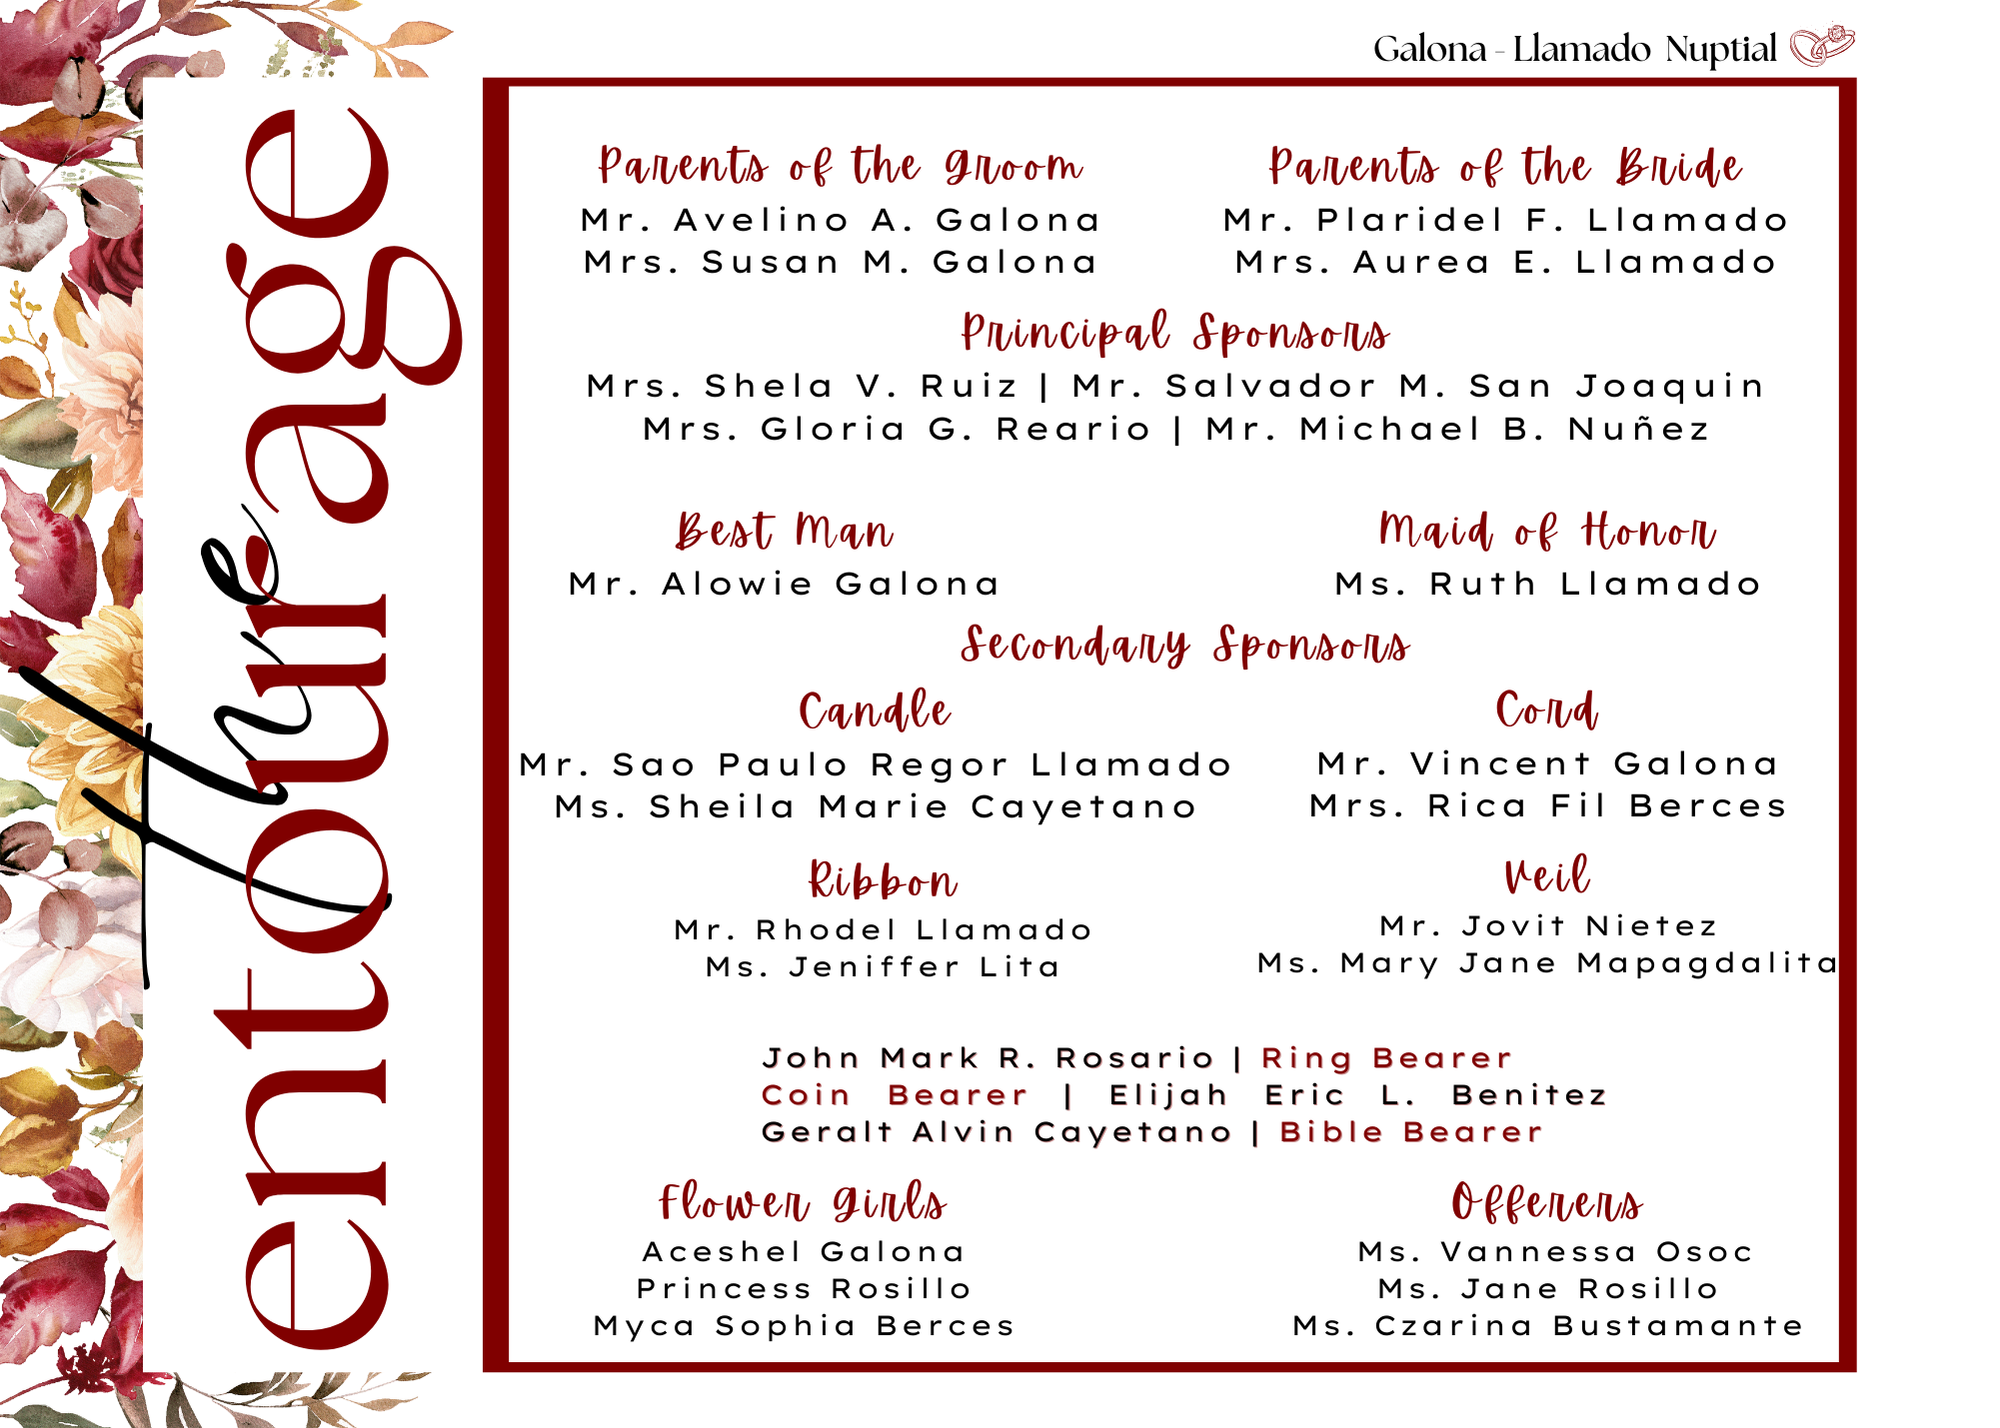 Galona - Llamado Nuptial
the
entourage
Parents of the Groom
Mr. Avelino A. Galona
Mrs. Susan M. Galona
Parents of the Bride
Mr. Plaridel F. Llamado
Mrs. Aurea E. Llamado
Principal Sponsors
Mrs. Shela V. Ruiz | Mr. Salvador M. San Joaquin
Mrs. Gloria G. Reario | Mr. Michael B. Nuñez
Best Man
Mr. Alowie Galona
Maid of Honor
Ms. Ruth Llamado
Secondary Sponsors
Candle
Mr. Sao Paulo Regor Llamado
Ms. Sheila Marie Cayetano
Cord
Mr. Vincent Galona
Mrs. Rica Fil Berces
Ribbon
Mr. Rhodel Llamado
Ms. Jeniffer Lita
Veil
Mr. Jovit Nietez
Ms. Mary Jane Mapagdalita
John Mark R. Rosario | Ring Bearer
Coin Bearer | Elijah Eric L. Benitez
Geralt Alvin Cayetano | Bible Bearer
Flower Girls
Aceshel Galona
Princess Rosillo
Myca Sophia Berces
Offerers
Ms. Vannessa Osoc
Ms. Jane Rosillo
Ms. Czarina Bustamante